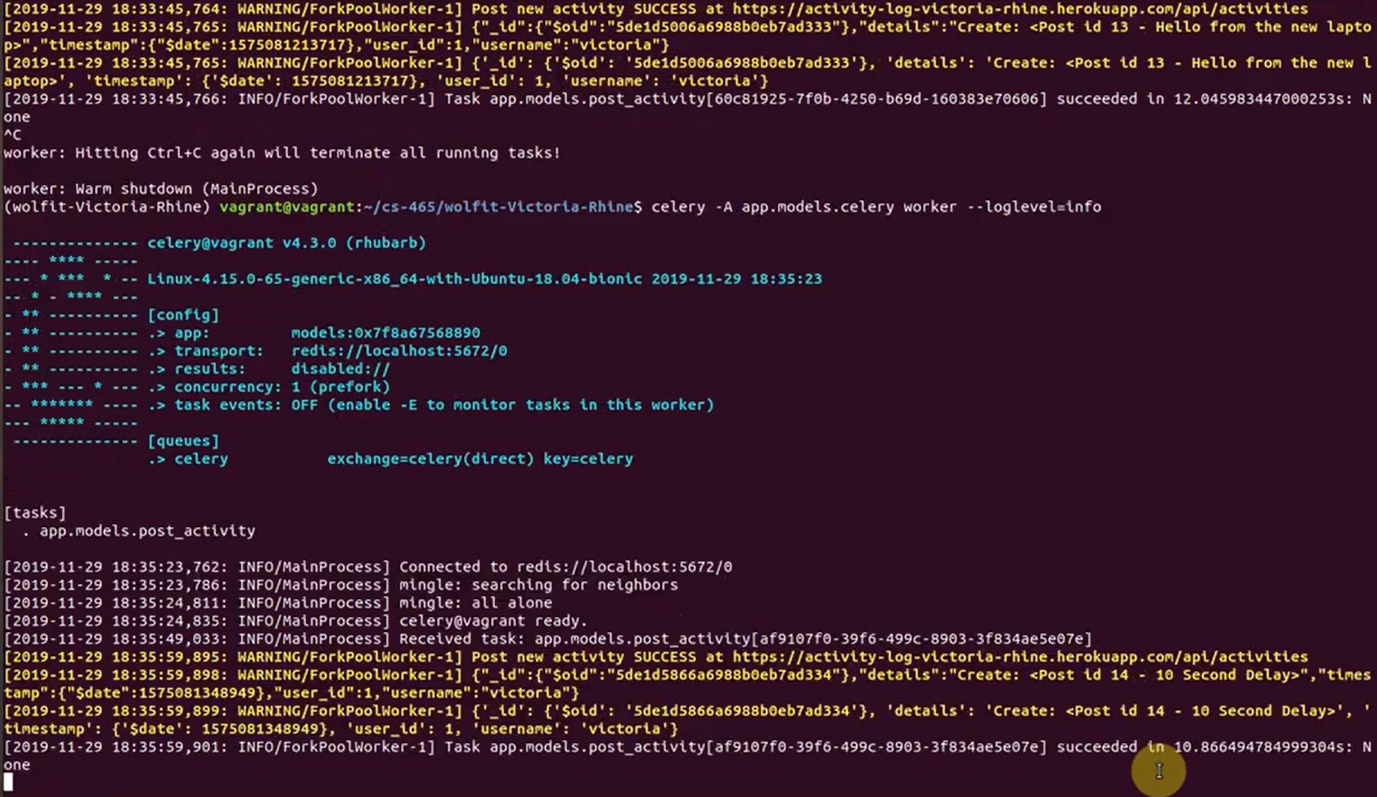 [2019-11-29 18:33:45,764: WARNING/ForkPoolWorker-1] Post new activity SUCCESS at https://activity-log-victoria-rhine.herokuapp.com/api/activities
[2019-11-29 18:33:45,765: WARNING/ForkPoolWorker-1] {"_id":{"$oid":"5de1d5006a6988b0eb7ad333"},"details":"Create: <Post id 13 - Hello from the new lapto
p>","timestamp":{"$date":1575081213717},"user_id":1,"username":"victoria"}
[2019-11-29 18:33:45,765: WARNING/ForkPoolWorker-1] {'_id': {'$oid': '5de1d5006a6988b0eb7ad333'}, 'details': 'Create: <Post id 13 - Hello from the new l
aptop>', 'timestamp': {'$date': 1575081213717}, 'user_id': 1, 'username': 'victoria'}
[2019-11-29 18:33:45,766: INFO/ForkPoolWorker-1] Task app.models.post_activity[60c81925-7f0b-4250-b69d-160383e70606] succeeded in 12.045983447000253s: N
one
^C
worker: Hitting Ctrl+C again will terminate all running tasks!

worker: Warm shutdown (MainProcess)
(wolfit-Victoria-Rhine) vagrant@vagrant:~/cs-465/wolfit-Victoria-Rhine$ celery -A app.models.celery worker --loglevel=info

 -------------- celery@vagrant v4.3.0 (rhubarb)
---- **** -----
--- * ***  * -- Linux-4.15.0-65-generic-x86_64-with-Ubuntu-18.04-bionic 2019-11-29 18:35:23
-- * - **** ---
- ** ---------- [config]
- ** ---------- .> app:         models:0x7f8a67568890
- ** ---------- .> transport:   redis://localhost:5672/0
- ** ---------- .> results:     disabled://
- *** --- * --- .> concurrency: 1 (prefork)
-- ******* ---- .> task events: OFF (enable -E to monitor tasks in this worker)
--- ***** -----
 -------------- [queues]
                .> celery           exchange=celery(direct) key=celery

[tasks]
  . app.models.post_activity

[2019-11-29 18:35:23,762: INFO/MainProcess] Connected to redis://localhost:5672/0
[2019-11-29 18:35:23,786: INFO/MainProcess] mingle: searching for neighbors
[2019-11-29 18:35:24,811: INFO/MainProcess] mingle: all alone
[2019-11-29 18:35:24,835: INFO/MainProcess] celery@vagrant ready.
[2019-11-29 18:35:49,033: INFO/MainProcess] Received task: app.models.post_activity[af9107f0-39f6-499c-8903-3f834ae5e07e]
[2019-11-29 18:35:59,895: WARNING/ForkPoolWorker-1] Post new activity SUCCESS at https://activity-log-victoria-rhine.herokuapp.com/api/activities
[2019-11-29 18:35:59,898: WARNING/ForkPoolWorker-1] {"_id":{"$oid":"5de1d5866a6988b0eb7ad334"},"details":"Create: <Post id 14 - 10 Second Delay>","times
tamp":{"$date":1575081348949},"user_id":1,"username":"victoria"}
[2019-11-29 18:35:59,899: WARNING/ForkPoolWorker-1] {'_id': {'$oid': '5de1d5866a6988b0eb7ad334'}, 'details': 'Create: <Post id 14 - 10 Second Delay>', '
timestamp': {'$date': 1575081348949}, 'user_id': 1, 'username': 'victoria'}
[2019-11-29 18:35:59,901: INFO/ForkPoolWorker-1] Task app.models.post_activity[af9107f0-39f6-499c-8903-3f834ae5e07e] succeeded in 10.866494784999304s: N
one